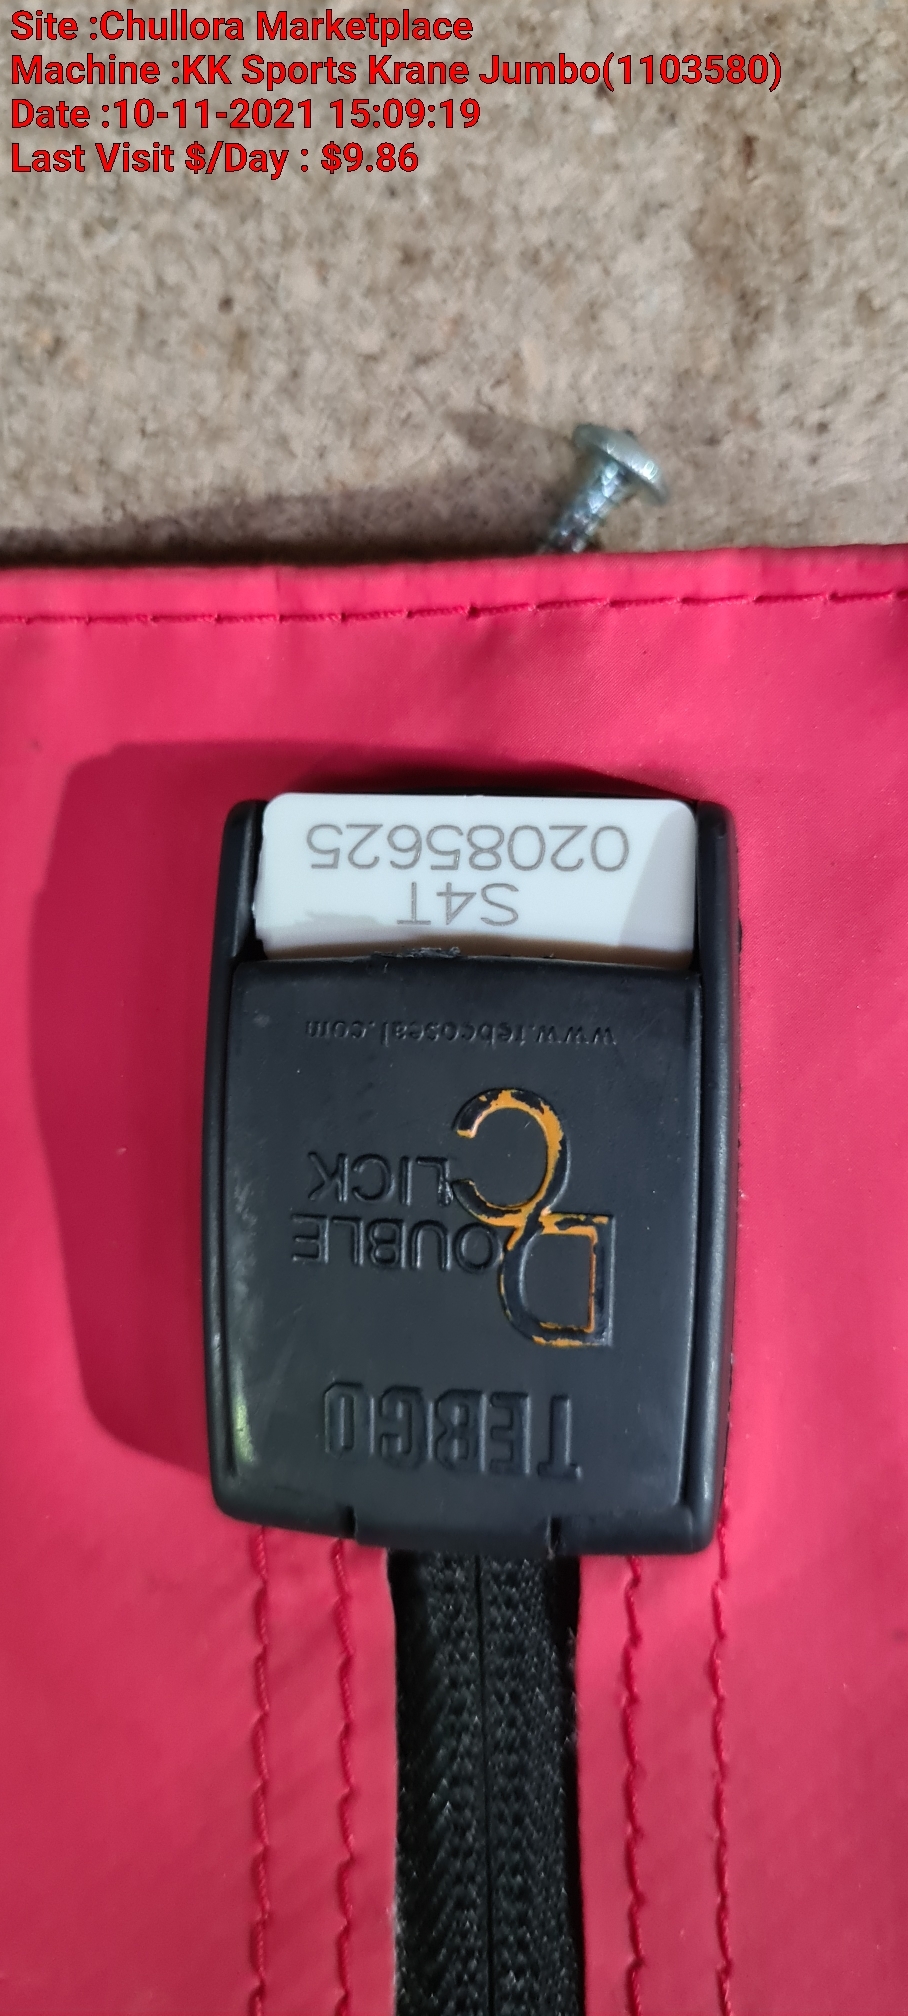 Site :Chullora Marketplace
Machine :KK Sports Krane Jumbo(1103580)
Date :10-11-2021 15:09:19
Last Visit $/Day : $9.86
TEBCO
DOUBLE
CLICK
www.tebcoseal.com
S4T
02085625